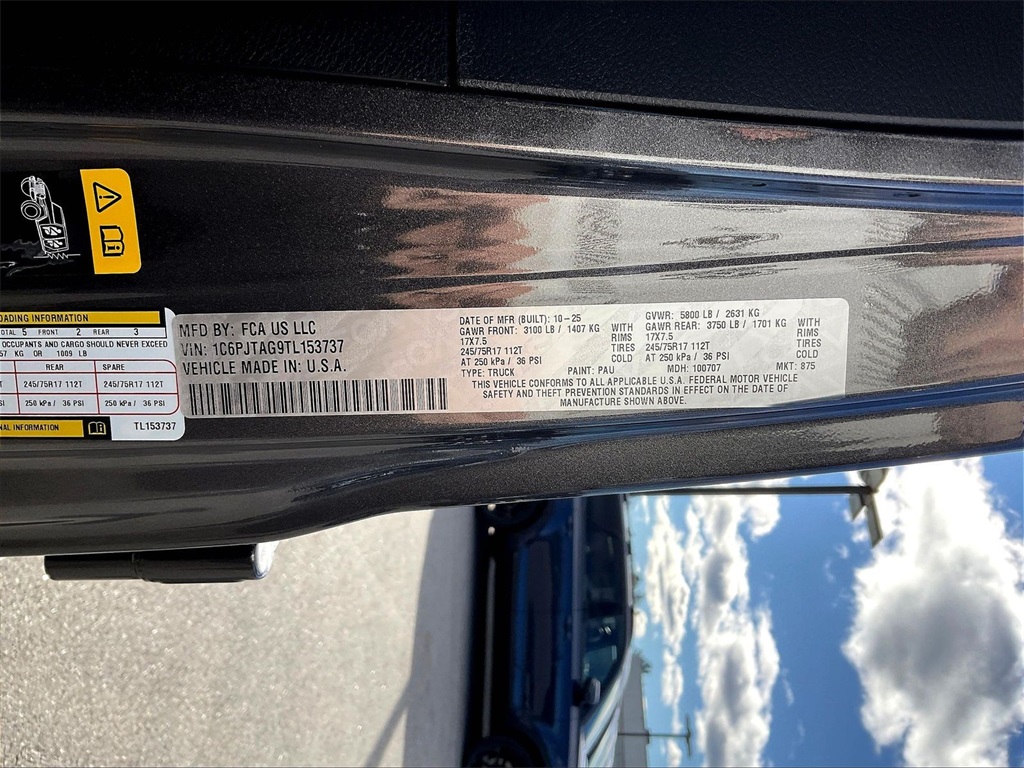 OADING INFORMATION
TOTAL 5 FRONT 2 REAR 3
OCCUPANTS AND CARGO SHOULD NEVER EXCEED
57 KG OR 1009 LB
REAR SPARE
245/75R17 112T 245/75R17 112T
SI 250 kPa / 36 PSI 250 kPa / 36 PSI
NAL INFORMATION
TL153737
MFD BY: FCA US LLC
VIN: 1C6PJTAG9TL153737
VEHICLE MADE IN: U.S.A.
DATE OF MFR (BUILT): 10-25 GVWR: 5800 LB / 2631 KG
GAWR FRONT: 3100 LB / 1407 KG WITH GAWR REAR: 3750 LB / 1701 KG WITH
17X7.5 RIMS 17X7.5 RIMS
245/75R17 112T TIRES 245/75R17 112T TIRES
AT 250 kPa / 36 PSI COLD AT 250 kPa / 36 PSI COLD
TYPE: TRUCK PAINT: PAU MDH: 100707 MKT: 875
THIS VEHICLE CONFORMS TO ALL APPLICABLE U.S.A. FEDERAL MOTOR VEHICLE
SAFETY AND THEFT PREVENTION STANDARDS IN EFFECT ON THE DATE OF
MANUFACTURE SHOWN ABOVE.